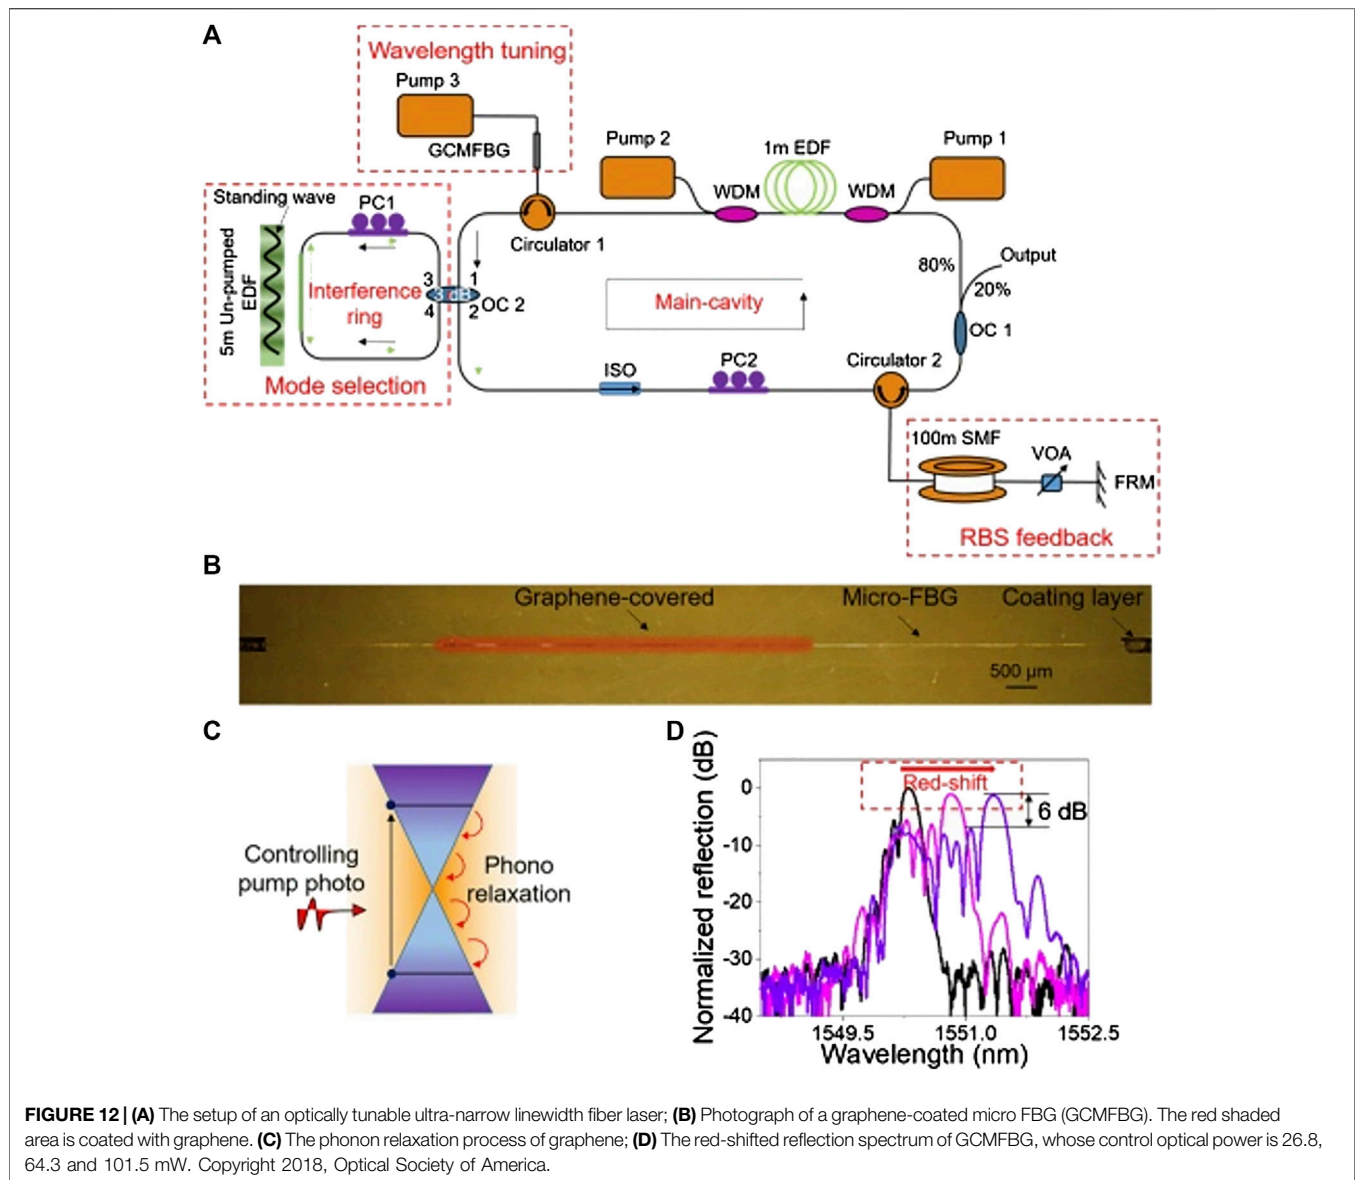 A
Wavelength tuning
Pump 3
GCMFBG
Pump 2
1m EDF
Pump 1
WDM
WDM
Standing wave
PC1
Circulator 1
5m Un-pumped
EDF
Interference
ring
3
4
3 dB
1
2
OC 2
Mode selection
Main-cavity
80%
Output
20%
OC 1
ISO
PC2
Circulator 2
100m SMF
VOA
FRM
RBS feedback
B
Graphene-covered
Micro-FBG
Coating layer
500 μm
C
Controlling
pump photo
Phono
relaxation
D
Normalized reflection (dB)
0
-10
-20
-30
-40
Red-shift
6 dB
1549.5
1551.0
1552.5
Wavelength (nm)
FIGURE 12 | (A) The setup of an optically tunable ultra-narrow linewidth fiber laser; (B) Photograph of a graphene-coated micro FBG (GCMFBG). The red shaded
area is coated with graphene. (C) The phonon relaxation process of graphene; (D) The red-shifted reflection spectrum of GCMFBG, whose control optical power is 26.8,
64.3 and 101.5 mW. Copyright 2018, Optical Society of America.